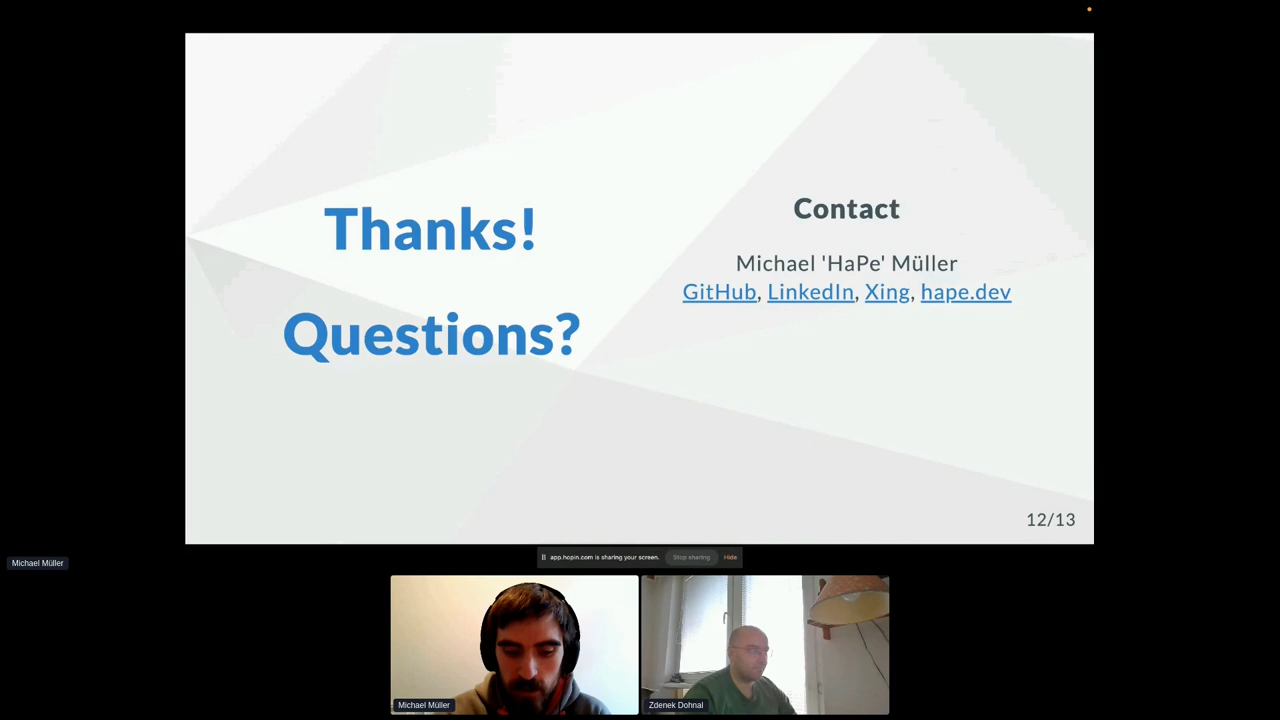 Thanks!
Questions?
Contact
Michael 'HaPe' Müller
GitHub, LinkedIn, Xing, hape.dev
12/13
Michael Müller
app.hopin.com is sharing your screen. Stop sharing Hide
Michael Müller
Zdenek Dohnal